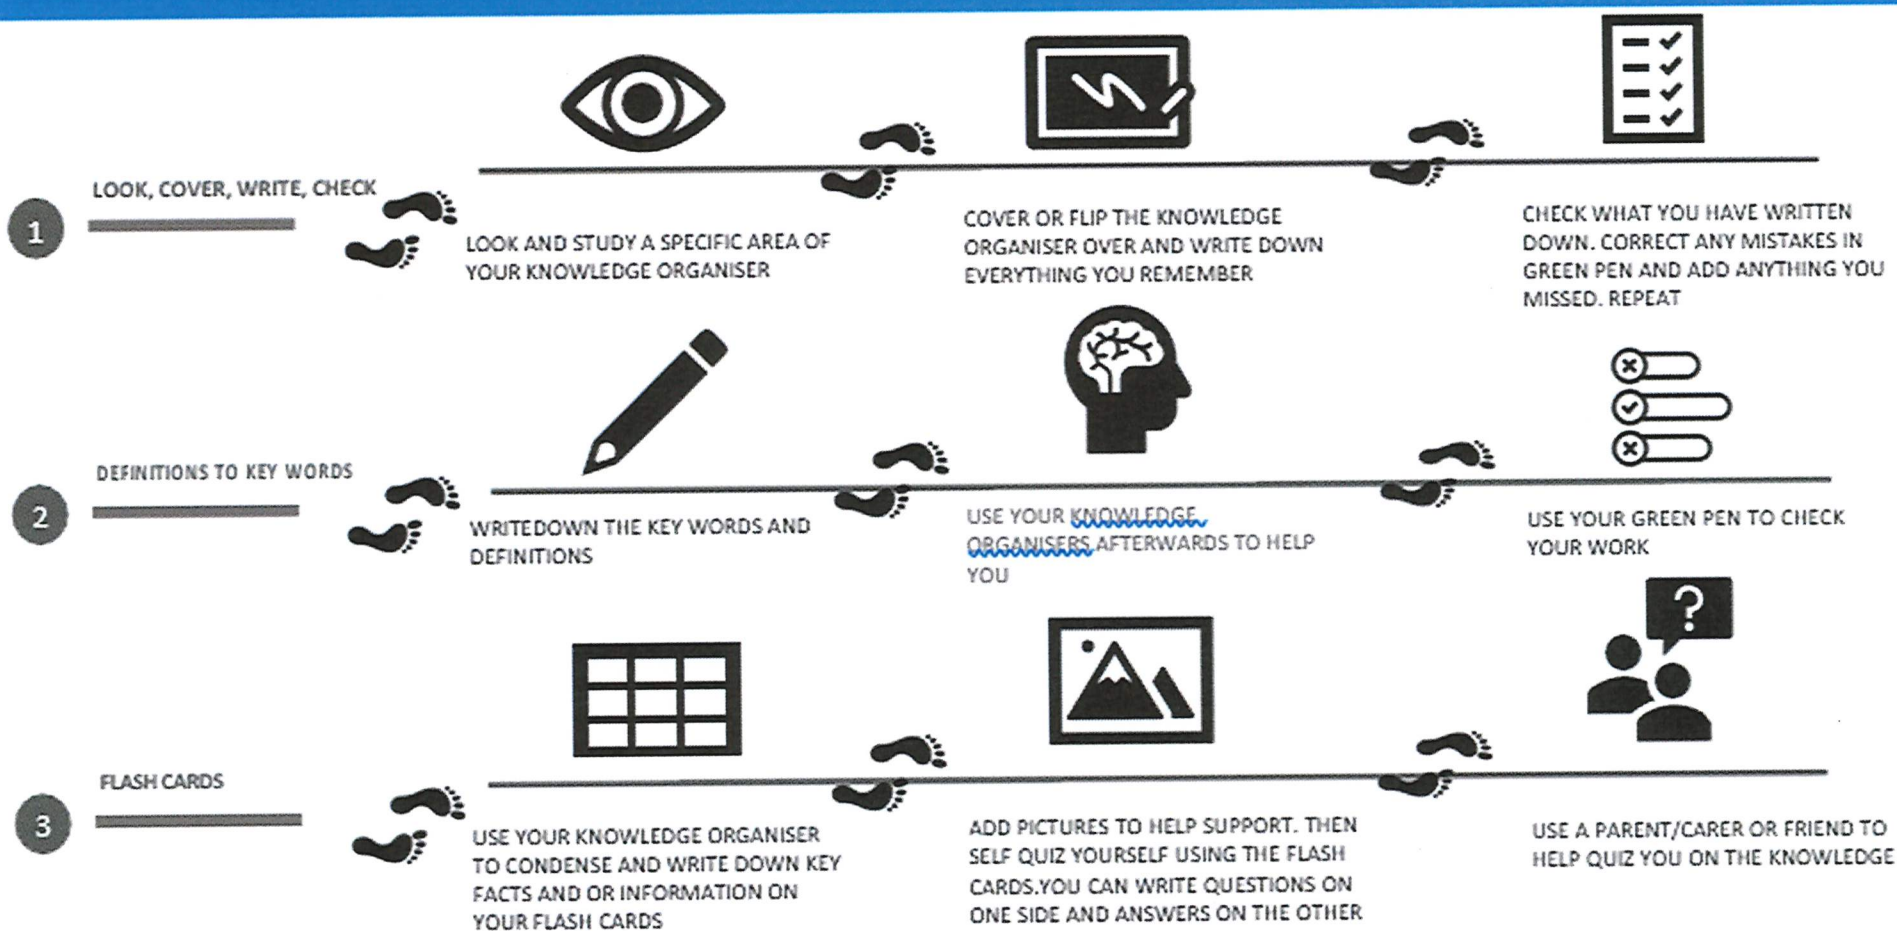 1
LOOK, COVER, WRITE, CHECK
LOOK AND STUDY A SPECIFIC AREA OF
YOUR KNOWLEDGE ORGANISER
COVER OR FLIP THE KNOWLEDGE
ORGANISER OVER AND WRITE DOWN
EVERYTHING YOU REMEMBER
CHECK WHAT YOU HAVE WRITTEN
DOWN. CORRECT ANY MISTAKES IN
GREEN PEN AND ADD ANYTHING YOU
MISSED. REPEAT
2
DEFINITIONS TO KEY WORDS
WRITEDOWN THE KEY WORDS AND
DEFINITIONS
USE YOUR KNOWLEDGE
ORGANISERS AFTERWARDS TO HELP
YOU
USE YOUR GREEN PEN TO CHECK
YOUR WORK
?
3
FLASH CARDS
USE YOUR KNOWLEDGE ORGANISER
TO CONDENSE AND WRITE DOWN KEY
FACTS AND OR INFORMATION ON
YOUR FLASH CARDS
ADD PICTURES TO HELP SUPPORT. THEN
SELF QUIZ YOURSELF USING THE FLASH
CARDS.YOU CAN WRITE QUESTIONS ON
ONE SIDE AND ANSWERS ON THE OTHER
USE A PARENT/CARER OR FRIEND TO
HELP QUIZ YOU ON THE KNOWLEDGE